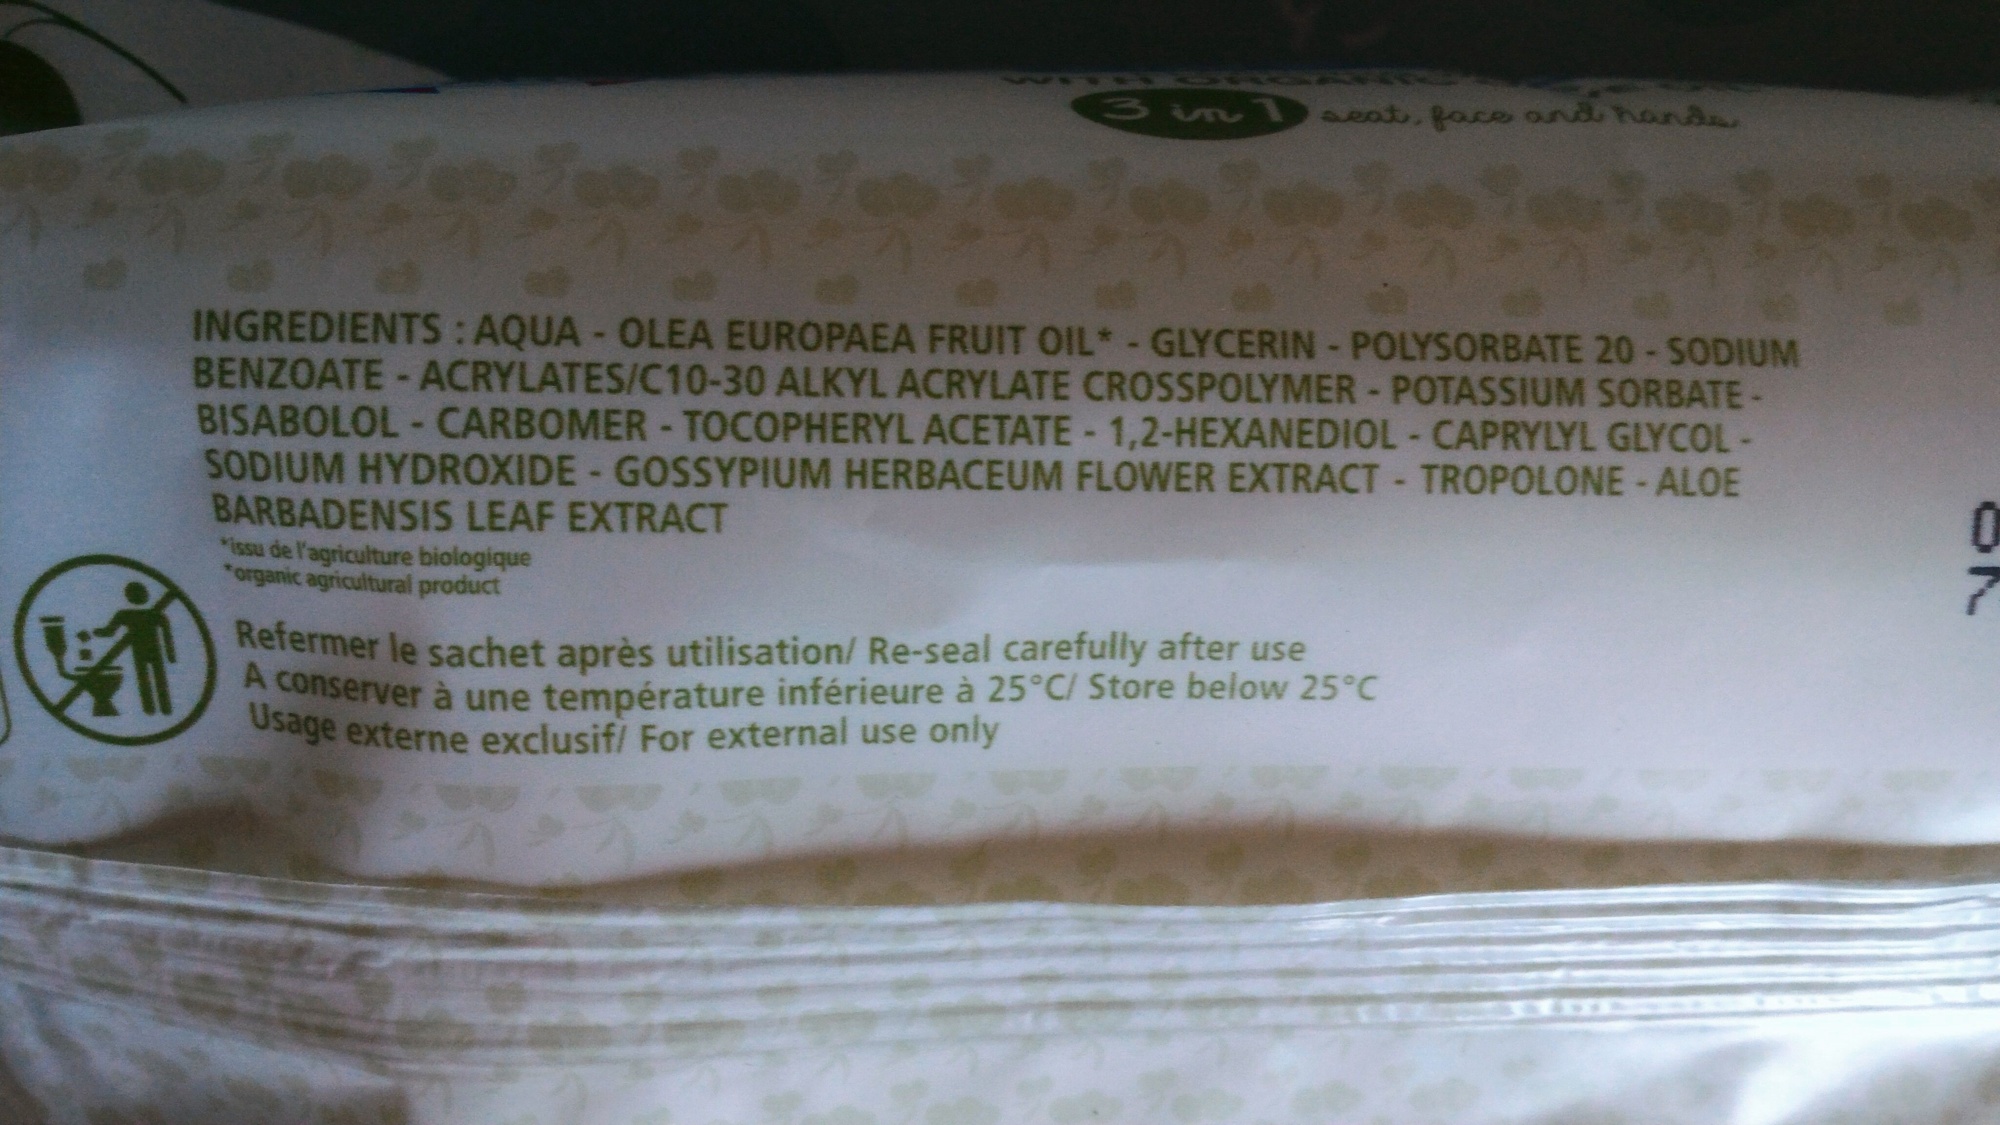 WITH ORGANIC
3 in 1 seat, face and hands
INGREDIENTS : AQUA - OLEA EUROPAEA FRUIT OIL* - GLYCERIN - POLYSORBATE 20 - SODIUM
BENZOATE - ACRYLATES/C10-30 ALKYL ACRYLATE CROSSPOLYMER - POTASSIUM SORBATE -
BISABOLOL - CARBOMER - TOCOPHERYL ACETATE - 1,2-HEXANEDIOL - CAPRYLYL GLYCOL -
SODIUM HYDROXIDE - GOSSYPIUM HERBACEUM FLOWER EXTRACT - TROPOLONE - ALOE
BARBADENSIS LEAF EXTRACT
*issu de l'agriculture biologique
*organic agricultural product
Refermer le sachet après utilisation/ Re-seal carefully after use
A conserver à une température inférieure à 25°C/ Store below 25°C
Usage externe exclusif/ For external use only
0
7